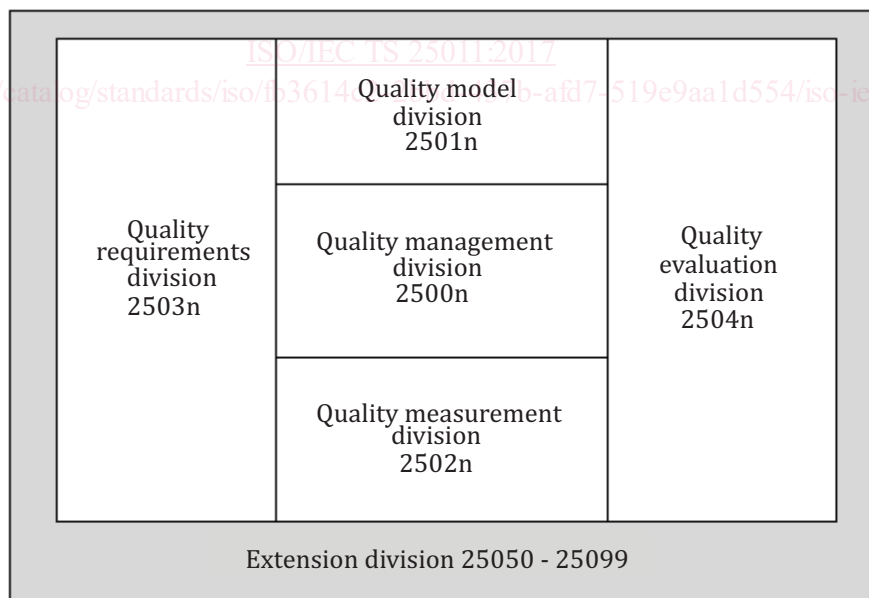 ISO/IEC TS 25011:2017
Quality model
division
2501n
Quality
requirements
division
2503n
Quality management
division
2500n
Quality
evaluation
division
2504n
Quality measurement
division
2502n
Extension division 25050 - 25099